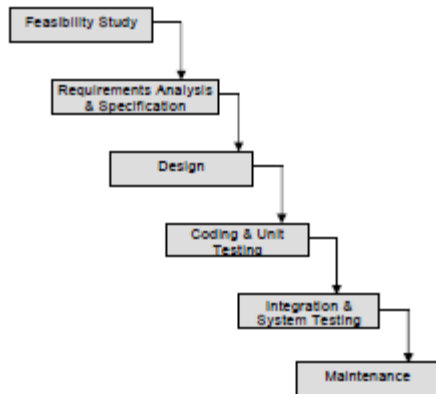 Feasibility Study
Requirements Analysis
& Specification
Design
Coding & Unit
Testing
Integration &
System Testing
Maintenance